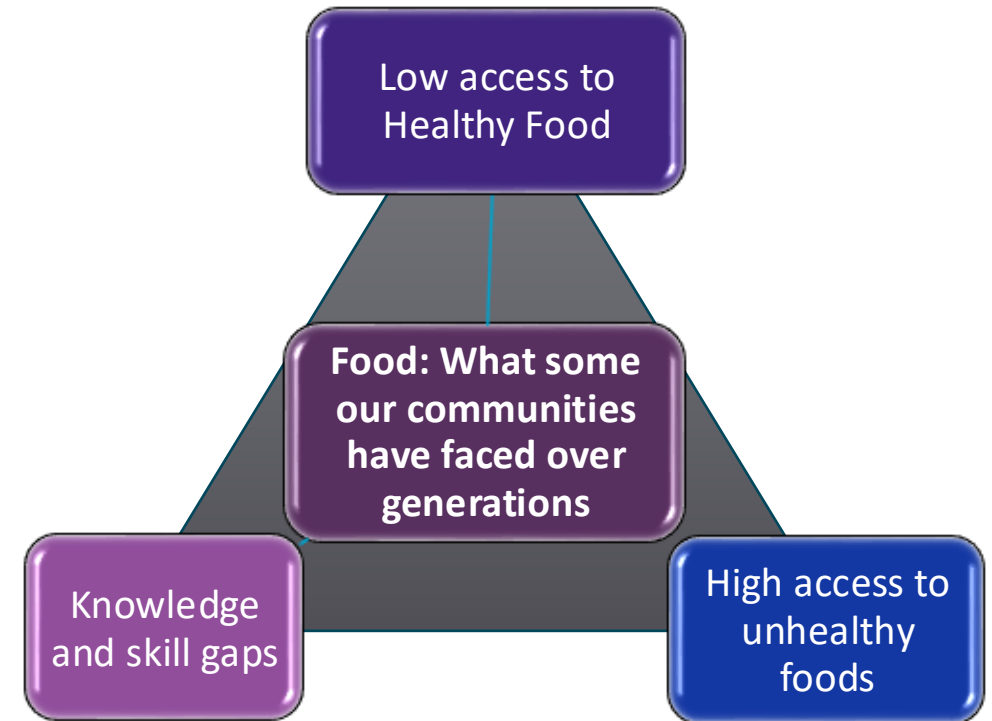 Low access to
Healthy Food
Food: What some
our communities
have faced over
generations
Knowledge
and skill gaps
High access to
unhealthy
foods